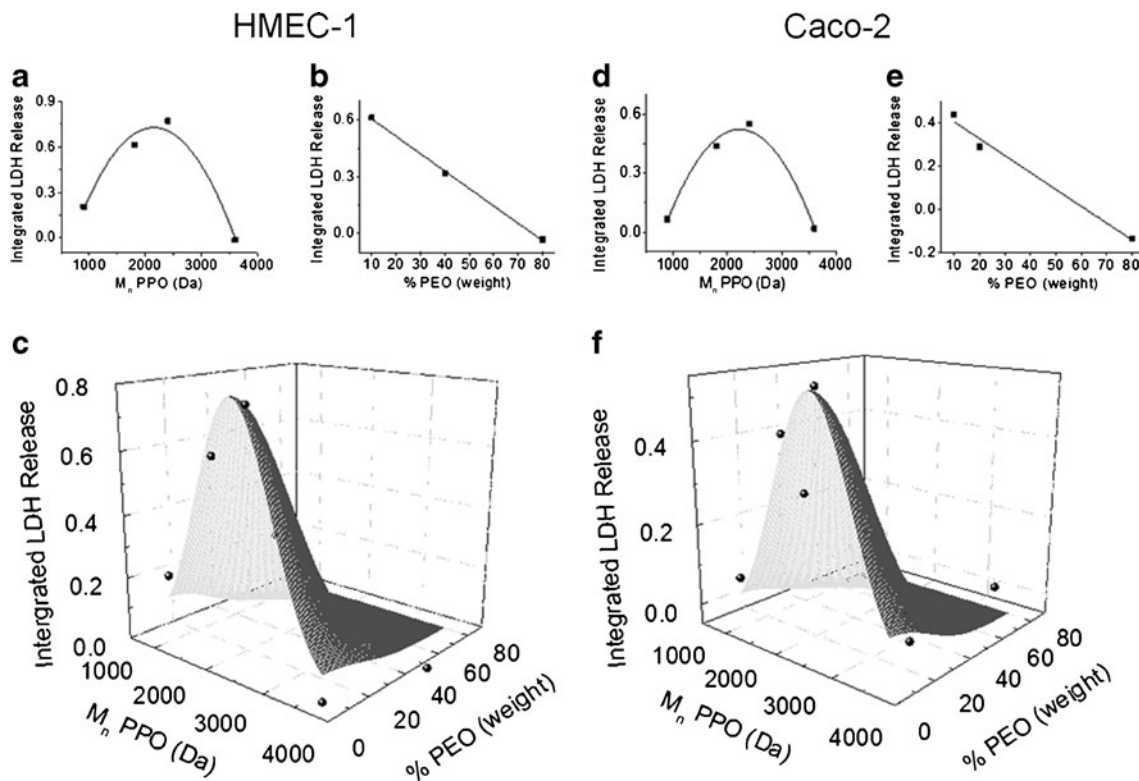 HMEC-1
Caco-2
a
Integrated LDH Release
0.9
0.6
0.3
0.0
1000 2000 3000 4000
Mn PPO (Da)
b
Integrated LDH Release
0.6
0.3
0.0
10 20 30 40 50 60 70 80
% PEO (weight)
d
Integrated LDH Release
0.6
0.3
0.0
1000 2000 3000 4000
Mn PPO (Da)
e
Integrated LDH Release
0.4
0.2
0.0
-0.2
10 20 30 40 50 60 70 80
% PEO (weight)
c
Intergrated LDH Release
0.8
0.6
0.4
0.2
0.0
1000
2000
3000
4000
Mn PPO (Da)
0
20
40
60
80
% PEO (weight)
f
Integrated LDH Release
0.4
0.2
0.0
1000
2000
3000
4000
Mn PPO (Da)
0
20
40
60
80
% PEO (weight)